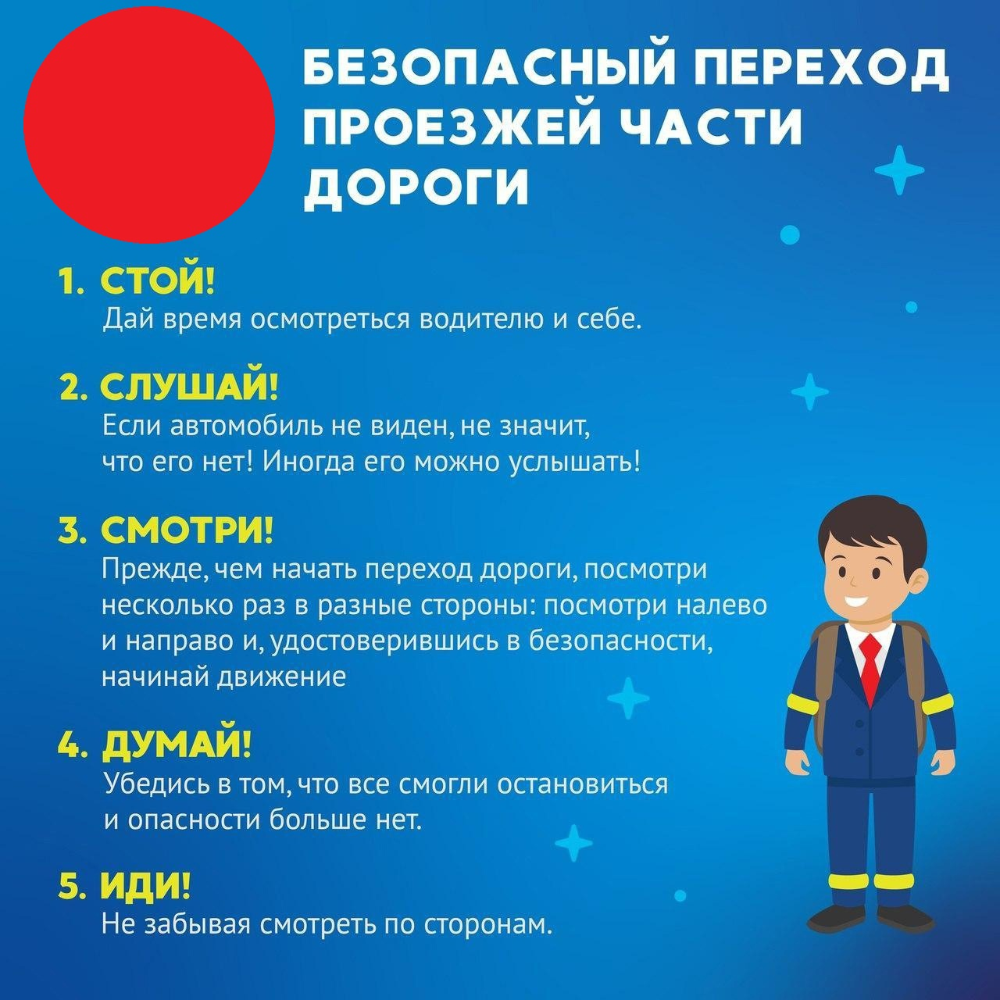 БЕЗОПАСНЫЙ ПЕРЕХОД
ПРОЕЗЖЕЙ ЧАСТИ
ДОРОГИ
1. СТОЙ!
Дай время осмотреться водителю и себе.
2. СЛУШАЙ!
Если автомобиль не виден, не значит,
что его нет! Иногда его можно услышать!
3. СМОТРИ!
Прежде, чем начать переход дороги, посмотри
несколько раз в разные стороны: посмотри налево
и направо и, удостоверившись в безопасности,
начинай движение
4. ДУМАЙ!
Убедись в том, что все смогли остановиться
и опасности больше нет.
5. ИДИ!
Не забывая смотреть по сторонам.